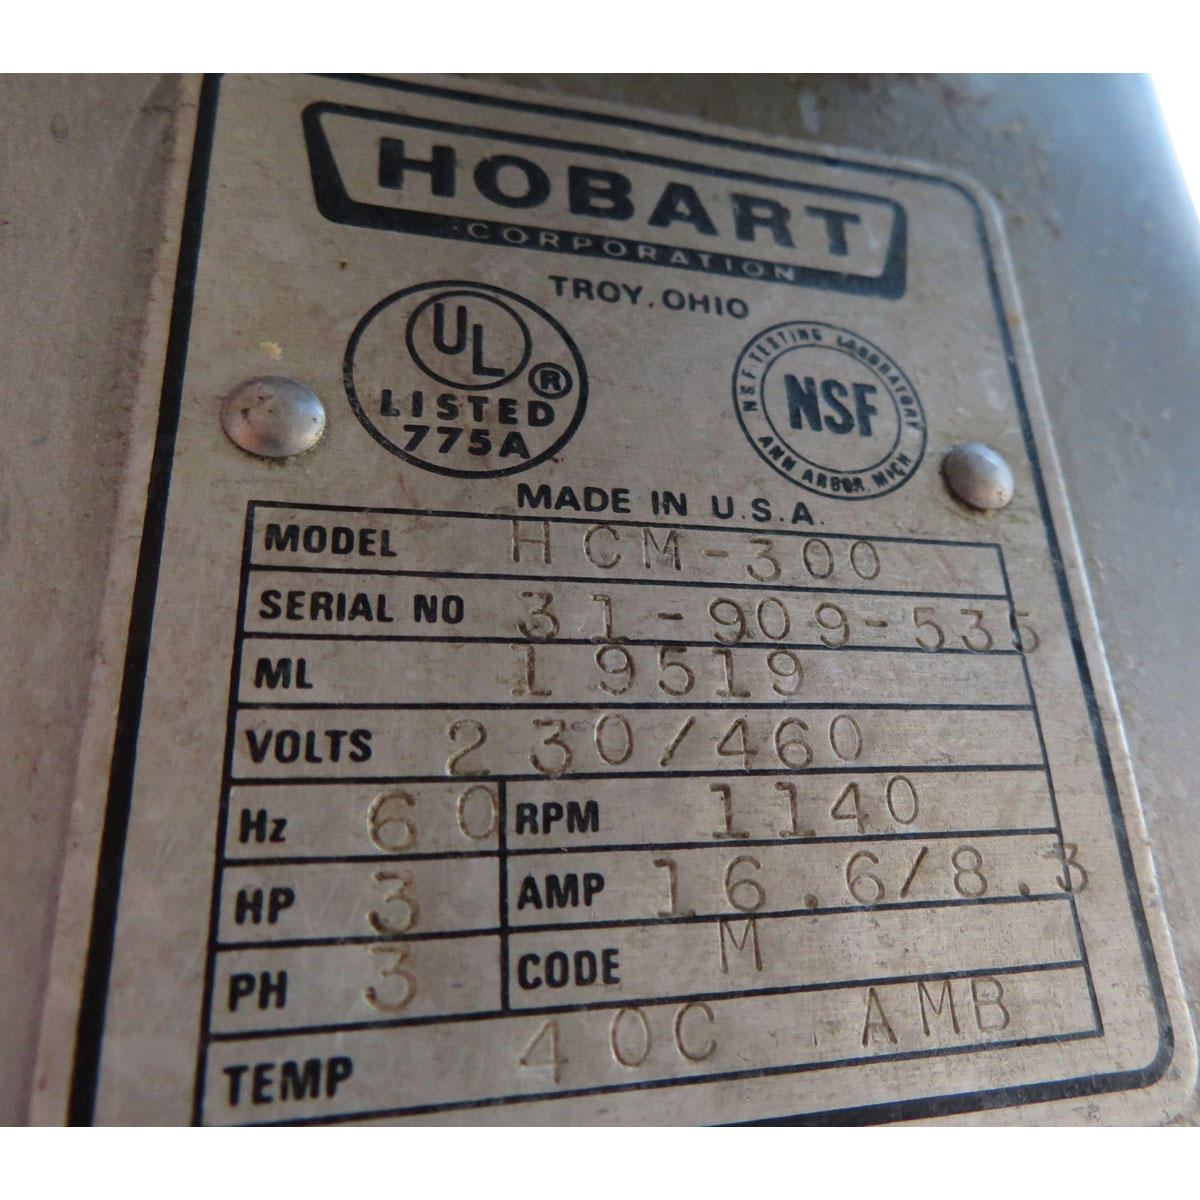 HOBART
CORPORATION
TROY, OHIO
UL ®
LISTED
775A
N.S.F. TESTING LABORATORY
NSF
ANN ARBOR, MICH
MADE IN U.S.A.
MODEL HCM-300
SERIAL NO 31-909-535
ML 19519
VOLTS 230/460
Hz 60 RPM 1140
HP 3 AMP 16.6/8.3
PH 3 CODE M
TEMP 40C AMB